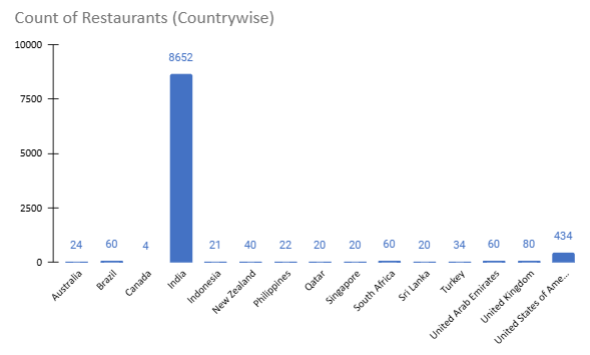 Count of Restaurants (Countrywise)
10000
7500
5000
2500
0
24
60
4
8652
21
40
22
20
20
60
20
34
60
80
434
Australia
Brazil
Canada
India
Indonesia
New Zealand
Philippines
Qatar
Singapore
South Africa
Sri Lanka
Turkey
United Arab Emirates
United Kingdom
United States of Ame...